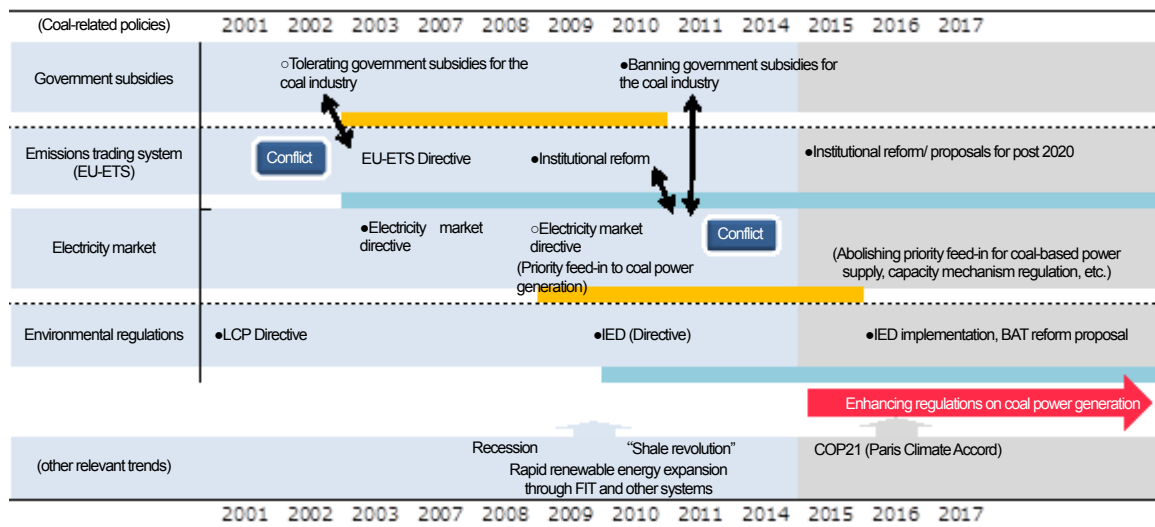 (Coal-related policies) 2001 2002 2003 2007 2008 2009 2010 2011 2014 2015 2016 2017
Government subsidies
○Tolerating government subsidies for the
coal industry
●Banning government subsidies for
the coal industry
Emissions trading system
(EU-ETS)
Conflict
EU-ETS Directive
●Institutional reform
●Institutional reform/ proposals for post 2020
Electricity market
●Electricity market
directive
○Electricity market
directive
(Priority feed-in to coal power
generation)
Conflict
(Abolishing priority feed-in for coal-based power
supply, capacity mechanism regulation, etc.)
Environmental regulations
●LCP Directive
●IED (Directive)
●IED implementation, BAT reform proposal
Enhancing regulations on coal power generation
(other relevant trends)
Recession
“Shale revolution”
Rapid renewable energy expansion
through FIT and other systems
COP21 (Paris Climate Accord)
2001 2002 2003 2007 2008 2009 2010 2011 2014 2015 2016 2017